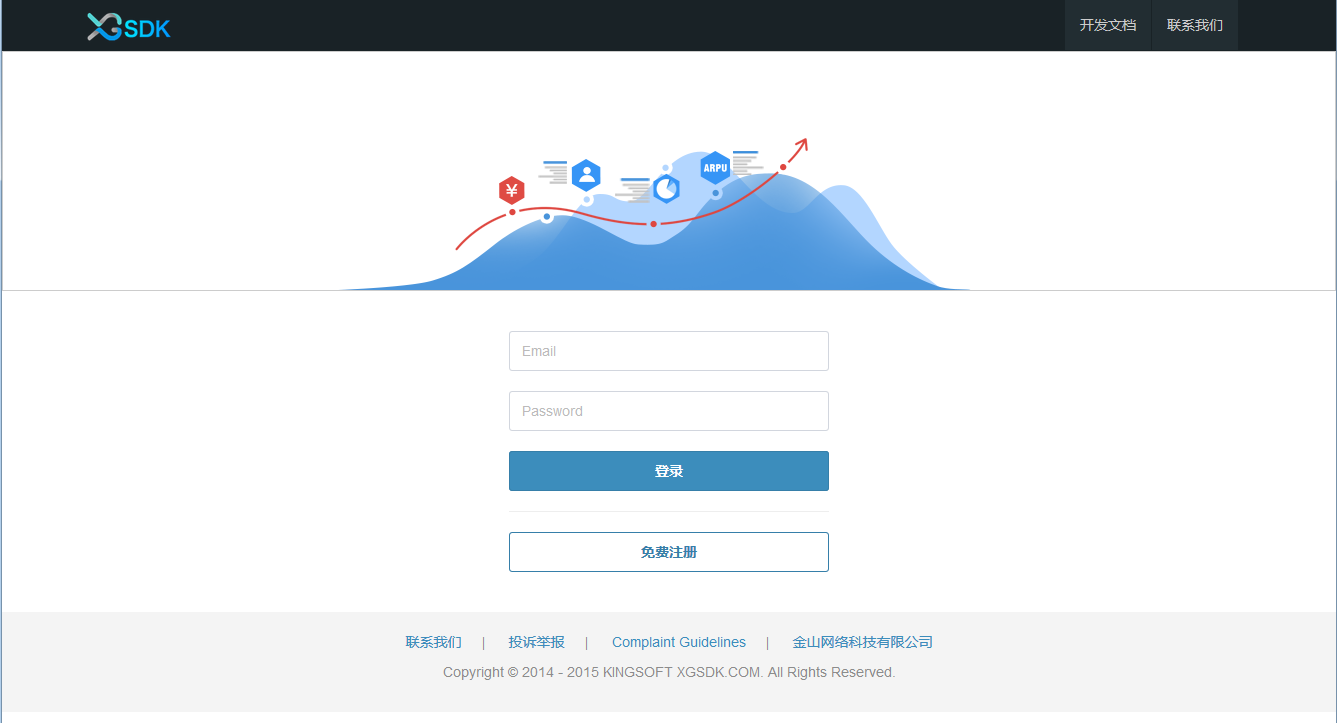 XGSDK
开发文档 联系我们
¥
ARPU
Email
Password
登录
免费注册
联系我们 | 投诉举报 | Complaint Guidelines | 金山网络科技有限公司
Copyright © 2014 - 2015 KINGSOFT XGSDK.COM. All Rights Reserved.